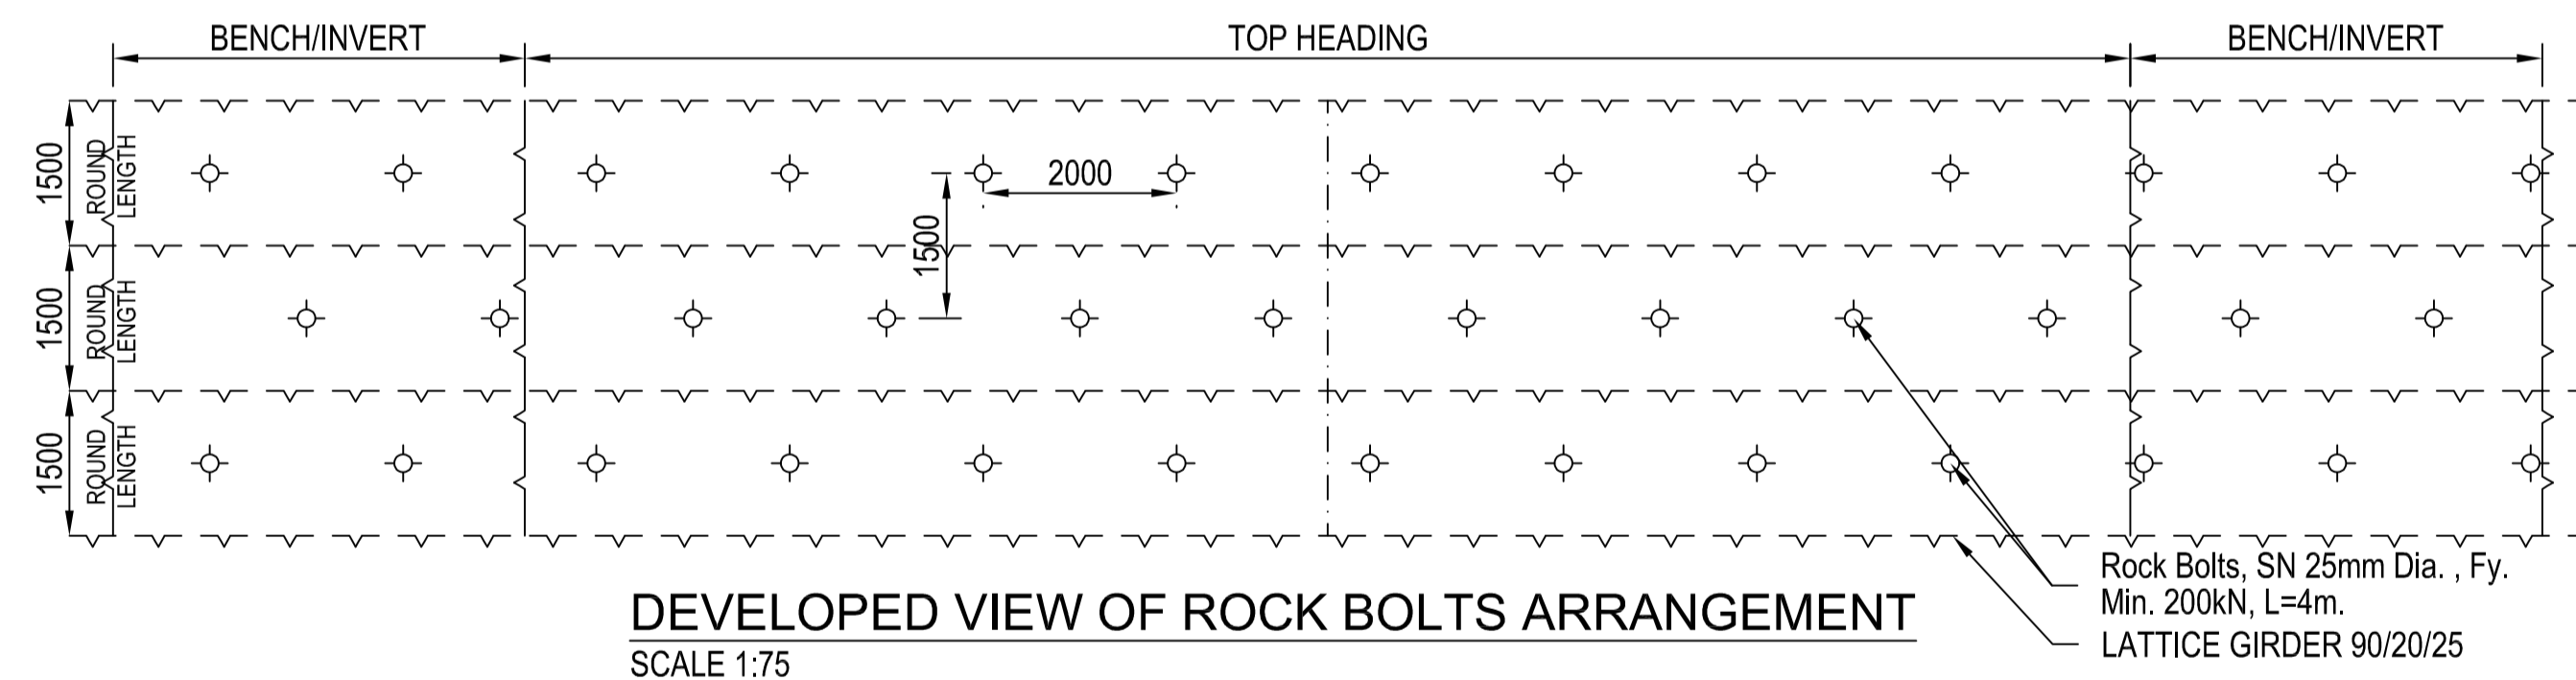 BENCH/INVERT
TOP HEADING
BENCH/INVERT
1500
ROUND
LENGTH
2000
1500
1500
ROUND
LENGTH
1500
ROUND
LENGTH
Rock Bolts, SN 25mm Dia. , Fy.
Min. 200kN, L=4m.
LATTICE GIRDER 90/20/25
DEVELOPED VIEW OF ROCK BOLTS ARRANGEMENT
SCALE 1:75